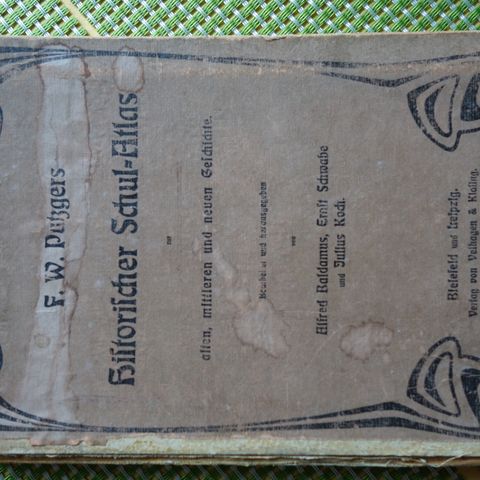 F. W. Putzgers
Historischer Schul=Atlas
zur
alten, mittleren und neuen Geschichte.
Bearbeitet und herausgegeben
von
Alfred Baldamus, Ernst Schwabe
und Julius Koch.
Bielefeld und Leipzig.
Verlag von Velhagen & Klasing.